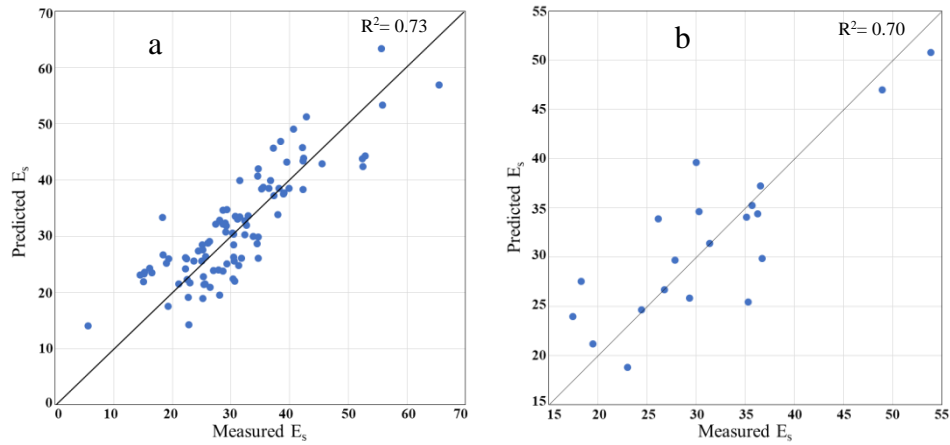 a
R²= 0.73
70
60
50
40
30
20
10
0
0 10 20 30 40 50 60 70
Predicted Eₛ
Measured Eₛ
b
R²= 0.70
55
50
45
40
35
30
25
20
15
15 20 25 30 35 40 45 50 55
Predicted Eₛ
Measured Eₛ